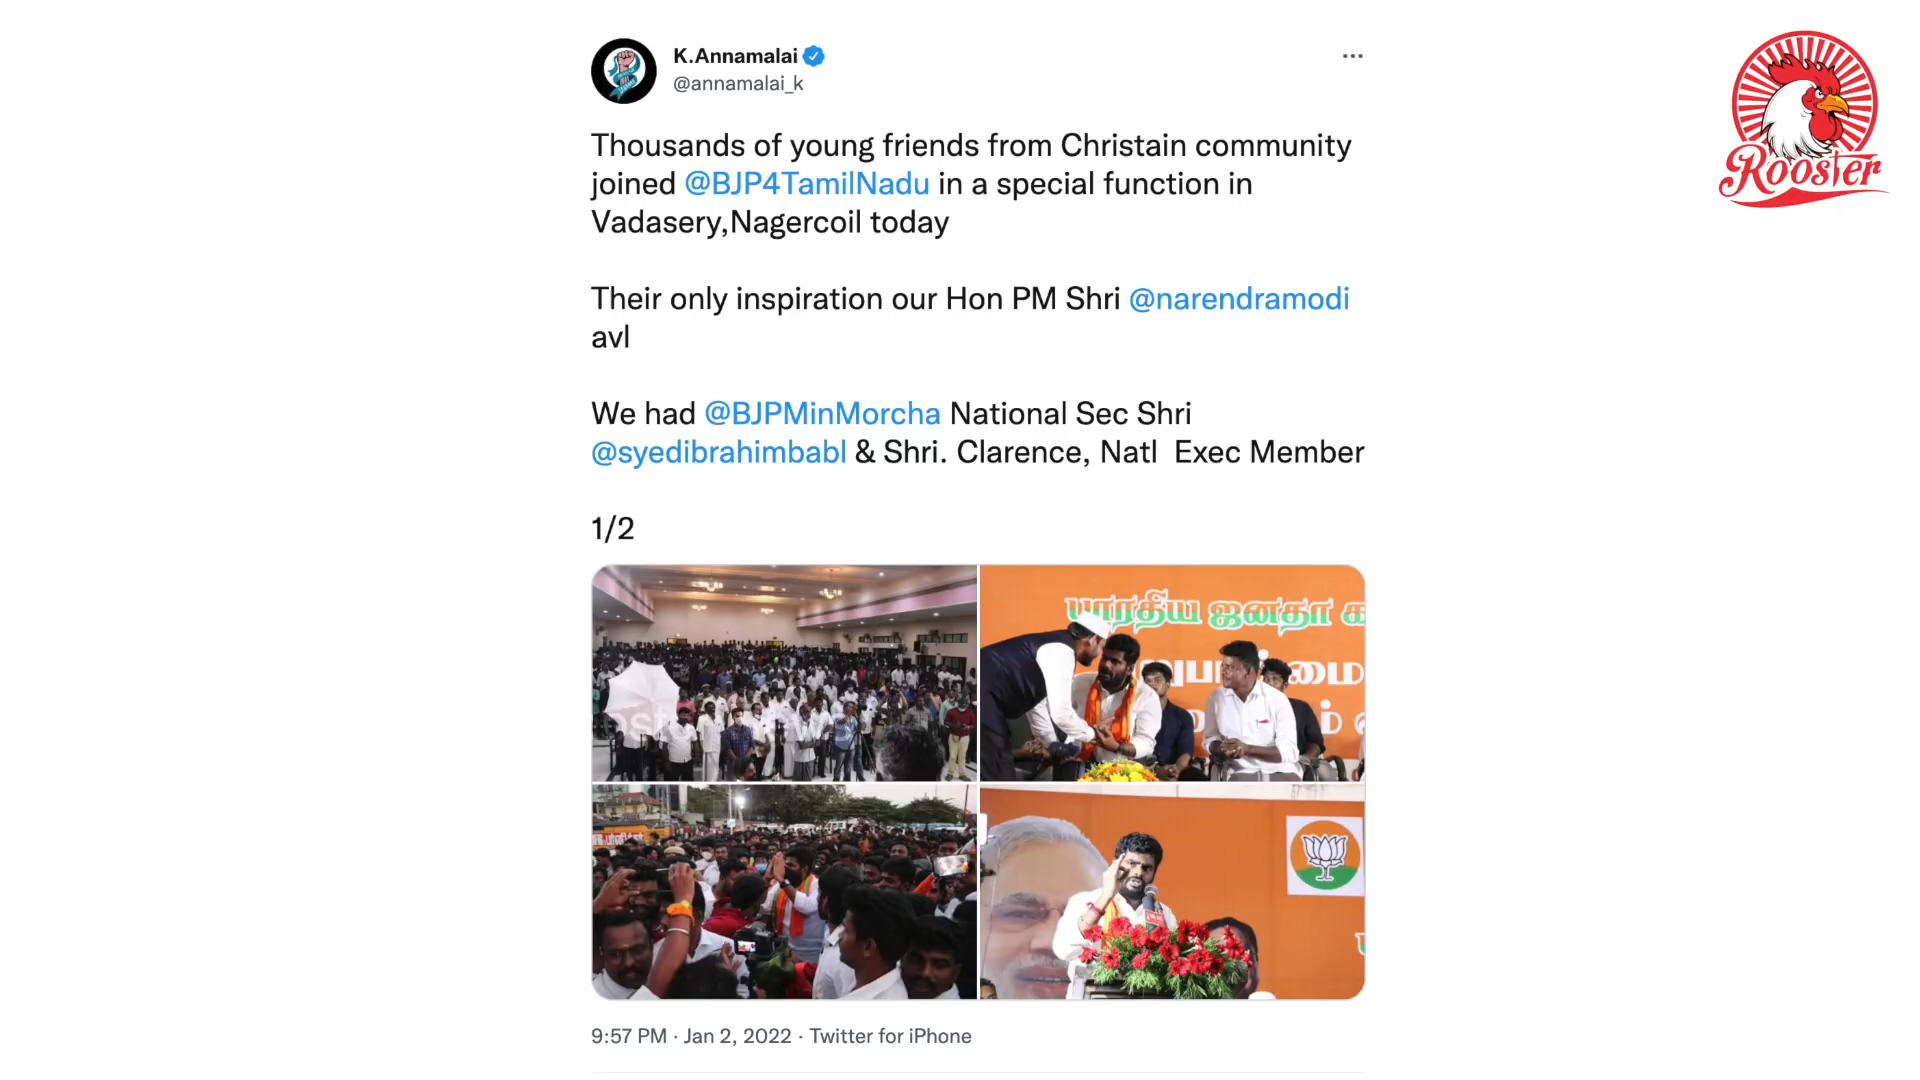 K.Annamalai
@annamalai_k
Rooster
Thousands of young friends from Christain community
joined @BJP4TamilNadu in a special function in
Vadasery,Nagercoil today
Their only inspiration our Hon PM Shri @narendramodi
avl
We had @BJPMinMorcha National Sec Shri
@syedibrahimbabl & Shri. Clarence, Natl Exec Member
1/2
பாரதிய ஜனதா க
9:57 PM · Jan 2, 2022 · Twitter for iPhone